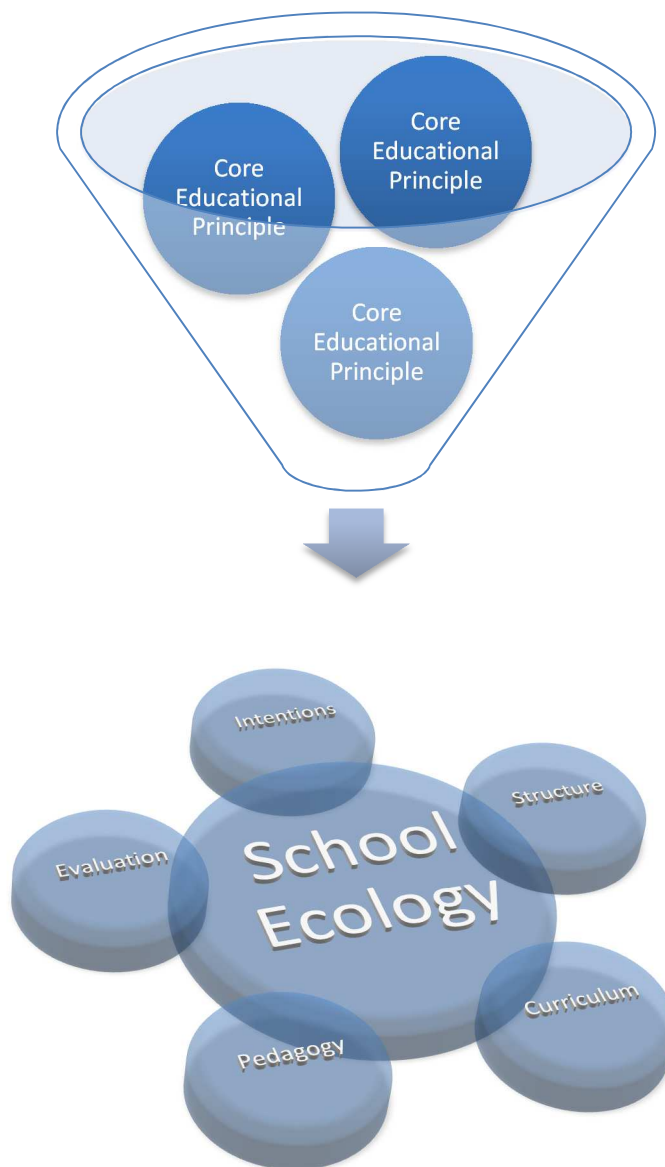 Core
Educational
Principle
Core
Educational
Principle
Core
Educational
Principle
Intentions
Structure
Evaluation
School
Ecology
Curriculum
Pedagogy